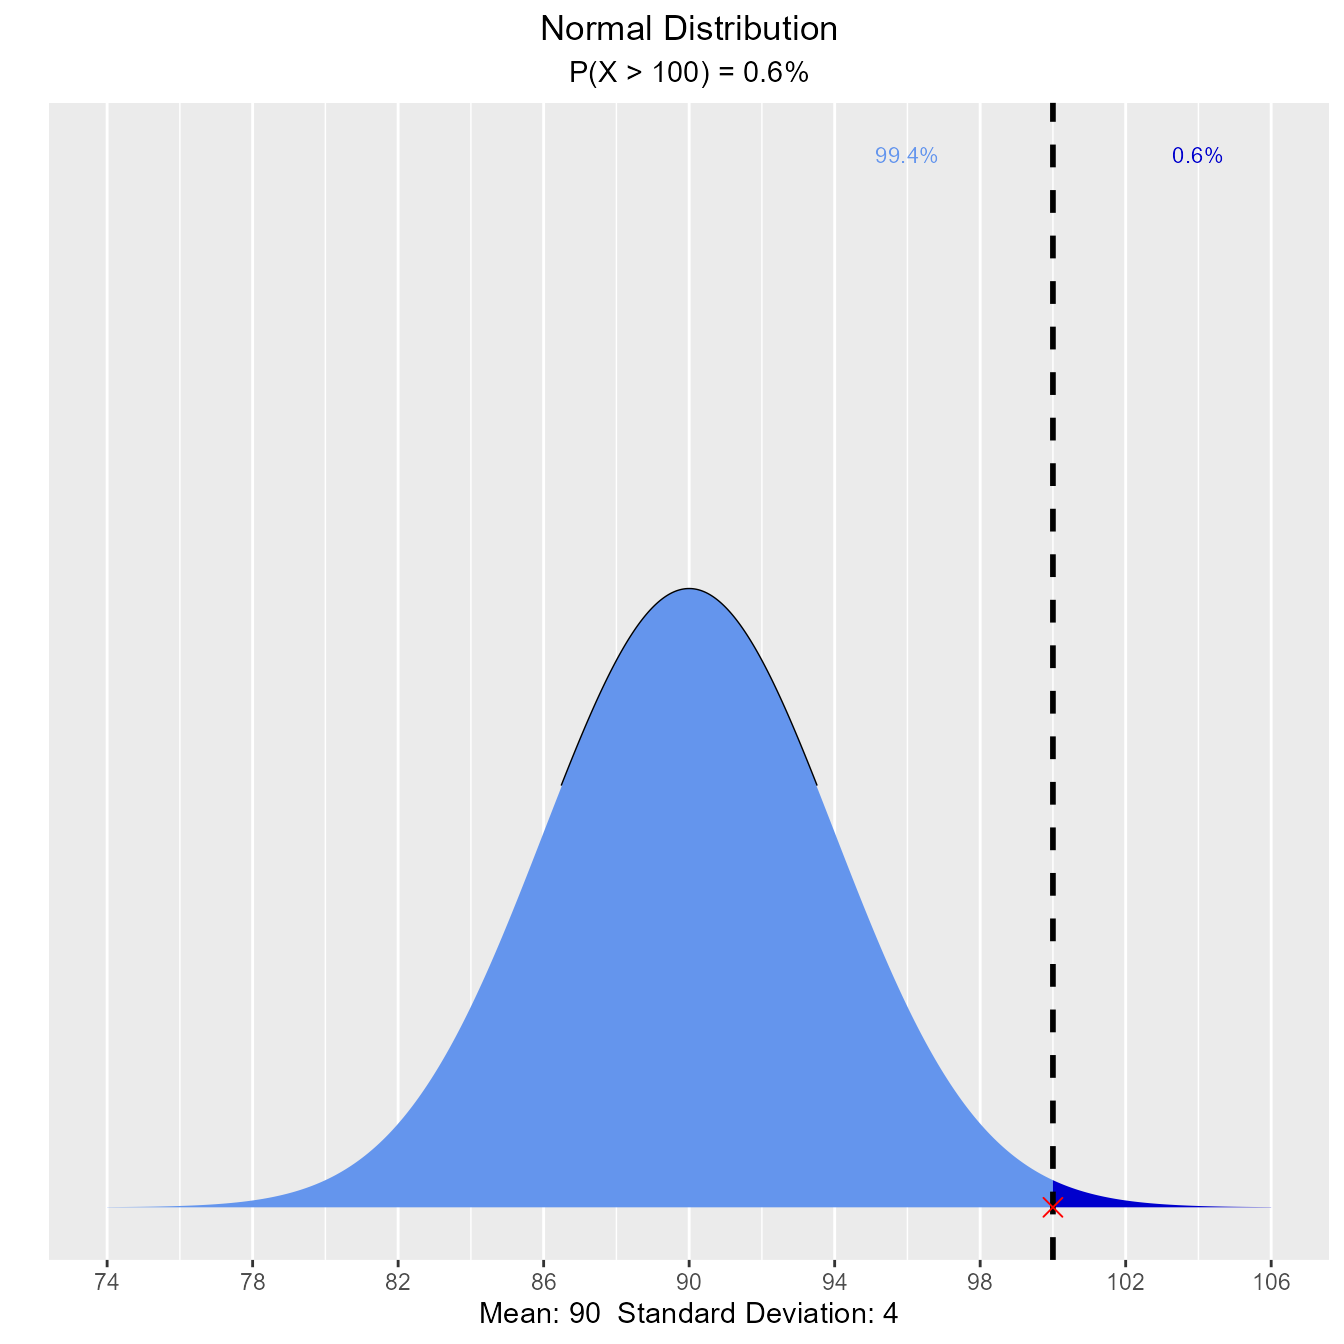 Normal Distribution
P(X > 100) = 0.6%
99.4%
0.6%
74 78 82 86 90 94 98 102 106
Mean: 90  Standard Deviation: 4